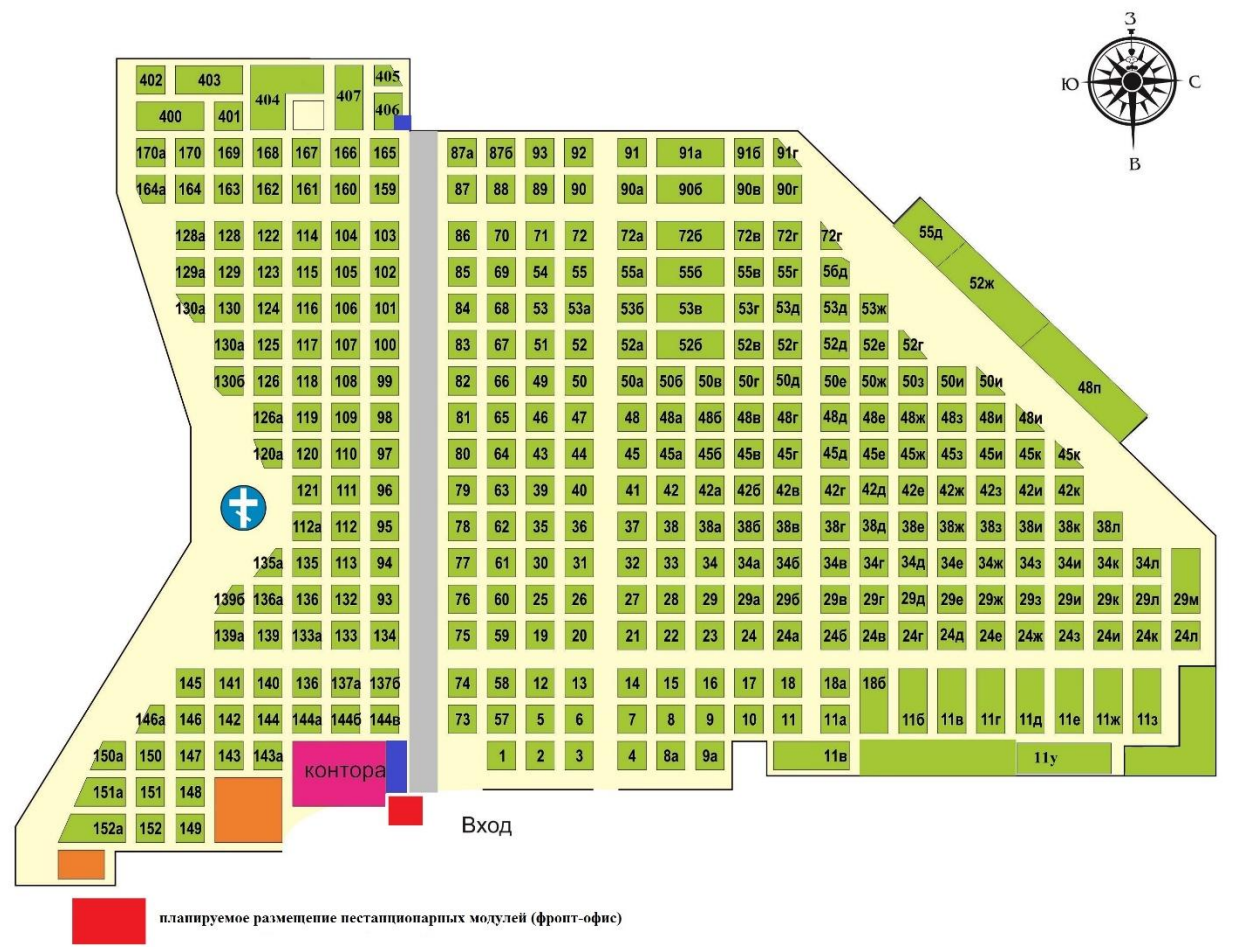 З
Ю С
В
402 403 404 407 405
400 401 406
170а 170 169 168 167 166 165 87а 87б 93 92 91 91а 91б 91г
164а 164 163 162 161 160 159 87 88 89 90 90а 90б 90в 90г
128а 128 122 114 104 103 86 70 71 72 72а 72б 72в 72г 72г 55д
129а 129 123 115 105 102 85 69 54 55 55а 55б 55в 55г 5бд 52ж
130а 130 124 116 106 101 84 68 53 53а 53б 53в 53г 53д 53д 53ж
130а 125 117 107 100 83 67 51 52 52а 52б 52в 52г 52д 52е 52г
130б 126 118 108 99 82 66 49 50 50а 50б 50в 50г 50д 50е 50ж 50з 50и 50и 48п
126а 119 109 98 81 65 46 47 48 48а 48б 48в 48г 48д 48е 48ж 48з 48и 48и
120а 120 110 97 80 64 43 44 45 45а 45б 45в 45г 45д 45е 45ж 45з 45и 45к 45к
121 111 96 79 63 39 40 41 42 42а 42б 42в 42г 42д 42е 42ж 42з 42и 42к
112а 112 95 78 62 35 36 37 38 38а 38б 38в 38г 38д 38е 38ж 38з 38и 38к 38л
135а 135 113 94 77 61 30 31 32 33 34 34а 34б 34в 34г 34д 34е 34ж 34з 34и 34к 34л
139б 136а 136 132 93 76 60 25 26 27 28 29 29а 29б 29в 29г 29д 29е 29ж 29з 29и 29к 29л 29м
139а 139 133а 133 134 75 59 19 20 21 22 23 24 24а 24б 24в 24г 24д 24е 24ж 24з 24и 24к 24л
145 141 140 136 137а 137б 74 58 12 13 14 15 16 17 18 18а 18б
146а 146 142 144 144а 144б 144в 73 57 5 6 7 8 9 10 11 11а 11б 11в 11г 11д 11е 11ж 11з
150а 150 147 143 143а контора 1 2 3 4 8а 9а 11в 11у
151а 151 148
152а 152 149
Вход
планируемое размещение нестанционарных модулей (фронт-офис)